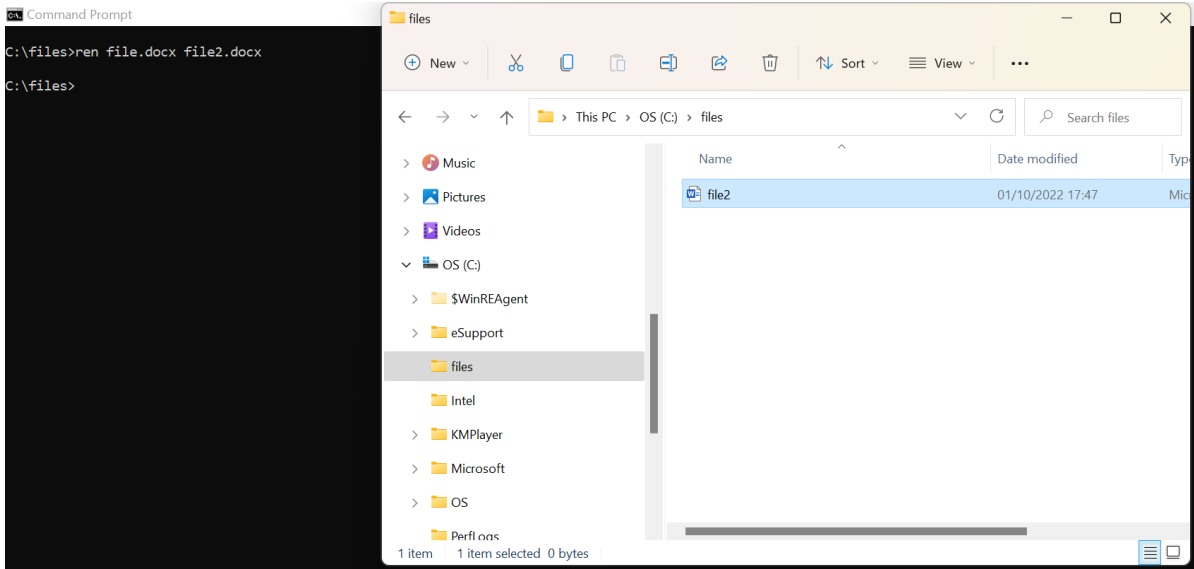 Command Prompt
C:\files>ren file.docx file2.docx
C:\files>
files
New
Sort
View
This PC > OS (C:) > files
Search files
Music
Pictures
Videos
OS (C:)
$WinREAgent
eSupport
files
Intel
KMPlayer
Microsoft
OS
PerfLogs
Name Date modified Typ
file2 01/10/2022 17:47 Mic
1 item 1 item selected 0 bytes